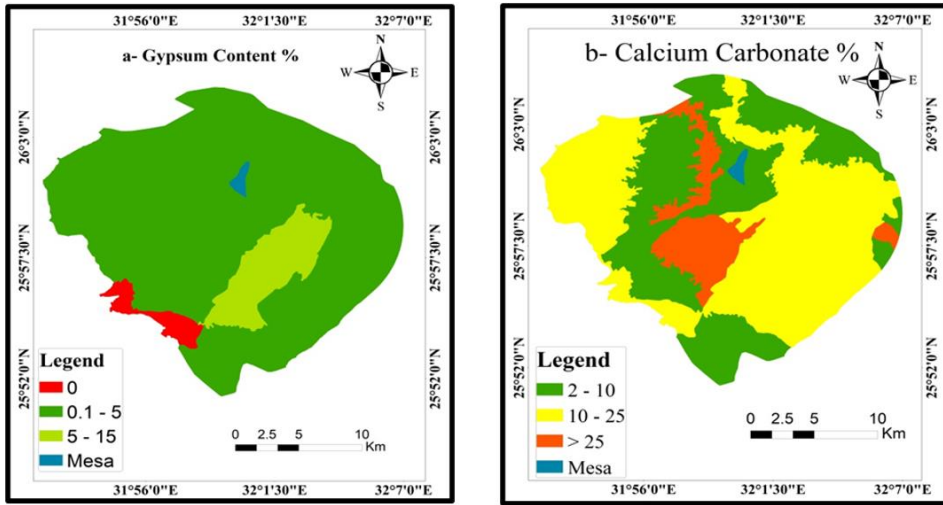 31°56'0"E 32°1'30"E 32°7'0"E
a- Gypsum Content %
N
W E
S
26°3'0"N 26°3'0"N
25°57'30"N 25°57'30"N
25°52'0"N 25°52'0"N
Legend
0
0.1 - 5
5 - 15
Mesa
0 2.5 5 10
Km
31°56'0"E 32°1'30"E 32°7'0"E
31°56'0"E 32°1'30"E 32°7'0"E
b- Calcium Carbonate %
N
W E
S
26°3'0"N 26°3'0"N
25°57'30"N 25°57'30"N
25°52'0"N 25°52'0"N
Legend
2 - 10
10 - 25
> 25
Mesa
0 2.5 5 10
Km
31°56'0"E 32°1'30"E 32°7'0"E